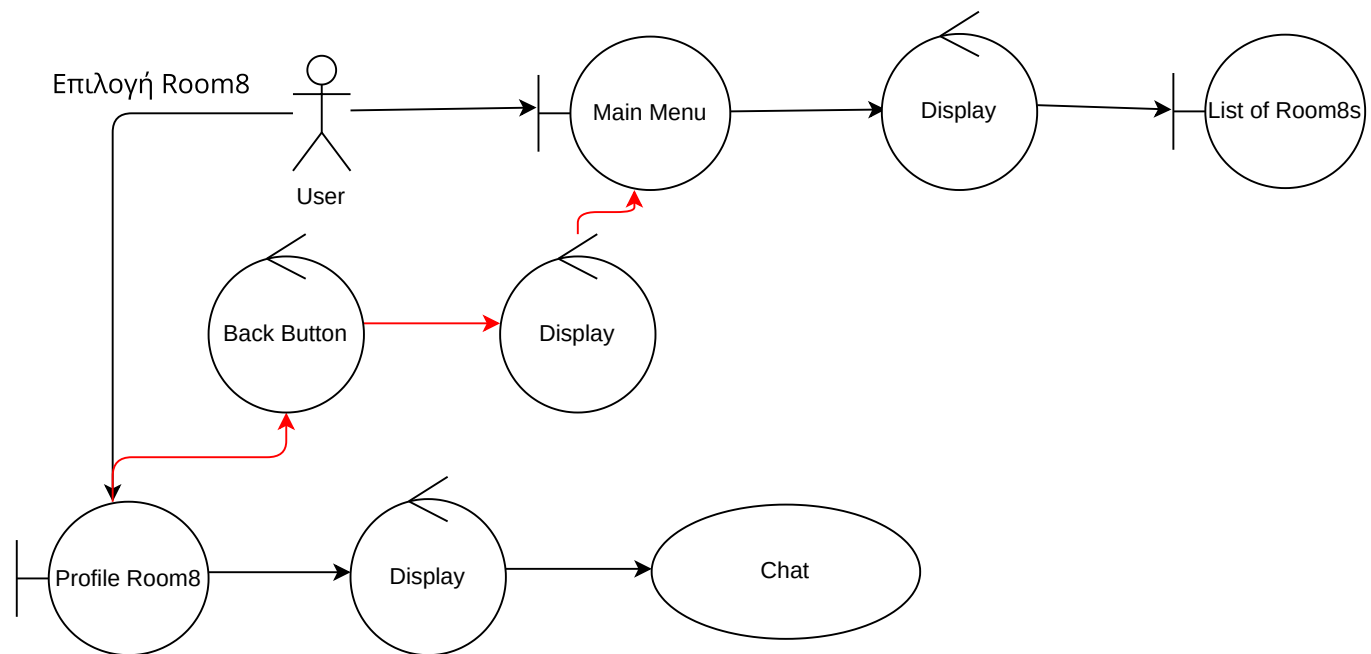 Επιλογή Room8
User
Main Menu
Display
List of Room8s
Back Button
Display
Profile Room8
Display
Chat